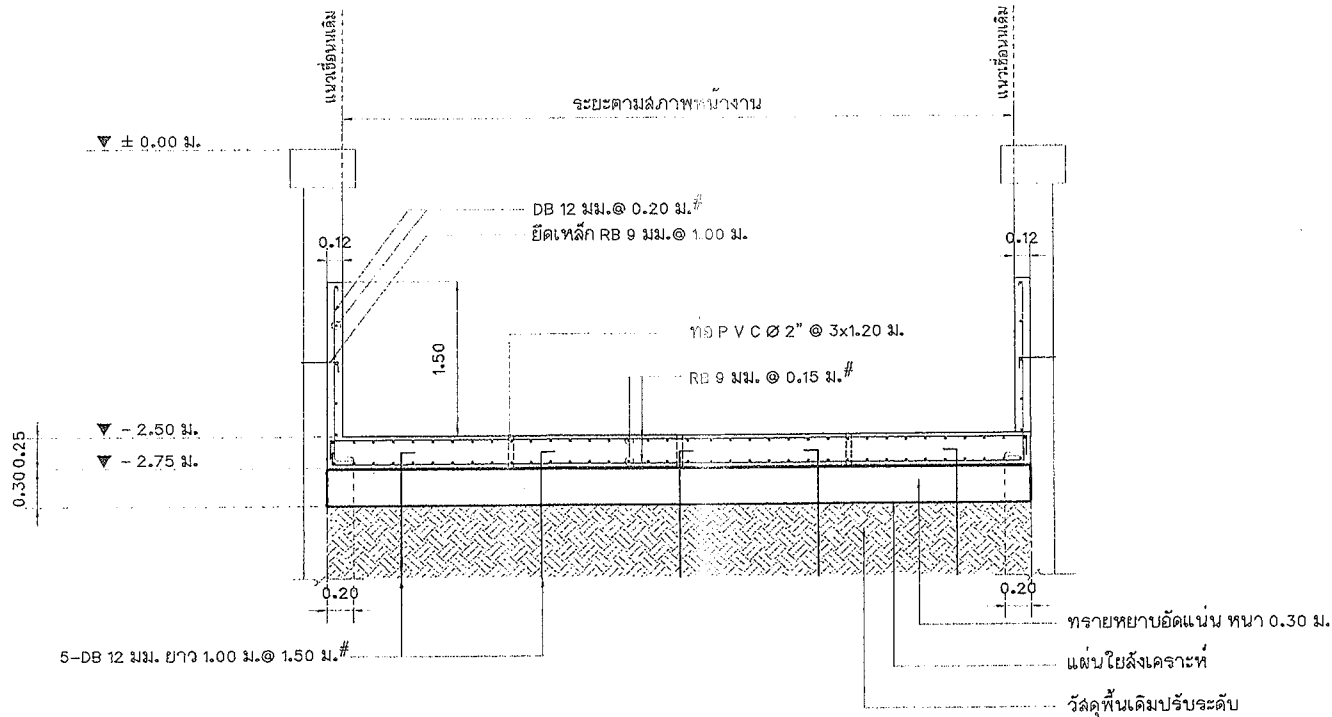 แนวเขื่อนเดิม
แนวเขื่อนเดิม
ระยะตามสภาพหน้างาน
± 0.00 ม.
DB 12 มม.@ 0.20 ม.#
ยึดเหล็ก RB 9 มม.@ 1.00 ม.
0.12
0.12
ท่อ P V C Ø 2" @ 3x1.20 ม.
1.50
RB 9 มม. @ 0.15 ม.#
- 2.50 ม.
- 2.75 ม.
0.30 0.25
0.20
0.20
ทรายหยาบอัดแน่น หนา 0.30 ม.
5-DB 12 มม. ยาว 1.00 ม.@ 1.50 ม.#
แผ่นใยสังเคราะห์
วัสดุพื้นเดิมปรับระดับ